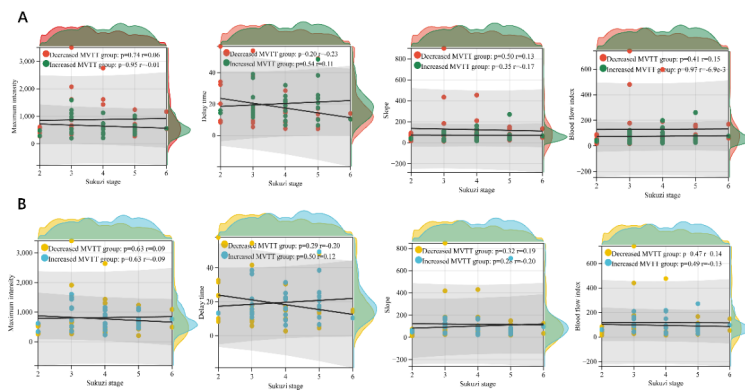 A
Decreased MVTT group: p=0.74 r=0.06
Increased MVTT group: p=0.95 r=-0.01
3,000
2,000
1,000
0
Maximum intensity
2 3 4 5 6
Sukuzi stage
Decreased MVTT group: p=0.20 r=-0.23
Increased MVTT group: p=0.54 r=0.11
40
20
0
Delay time
2 3 4 5 6
Sukuzi stage
Decreased MVTT group: p=0.50 r=0.13
Increased MVTT group: p=0.35 r=-0.17
800
600
400
200
0
-200
Slope
2 3 4 5 6
Sukuzi stage
Decreased MVTT group: p=0.41 r=0.15
Increased MVTT group: p=0.97 r=-6.9e-3
600
400
200
0
-200
Blood flow index
2 3 4 5 6
Sukuzi stage
B
Decreased MVTT group: p=0.63 r=0.09
Increased MVTT group: p=0.63 r=-0.09
3,000
2,000
1,000
0
Maximum intensity
2 3 4 5 6
Sukuzi stage
Decreased MVTT group: p=0.29 r=-0.20
Increased MVTT group: p=0.50 r=0.12
40
20
0
Delay time
2 3 4 5 6
Sukuzi stage
Decreased MVTT group: p=0.32 r=0.19
Increased MVTT group: r=-0.20
800
600
400
200
0
-200
Slope
2 3 4 5 6
Sukuzi stage
Decreased MVTT group: p=0.47 r=0.14
Increased MVTT group: p=0.49 r=-0.13
600
400
200
0
-200
Blood flow index
2 3 4 5 6
Sukuzi stage